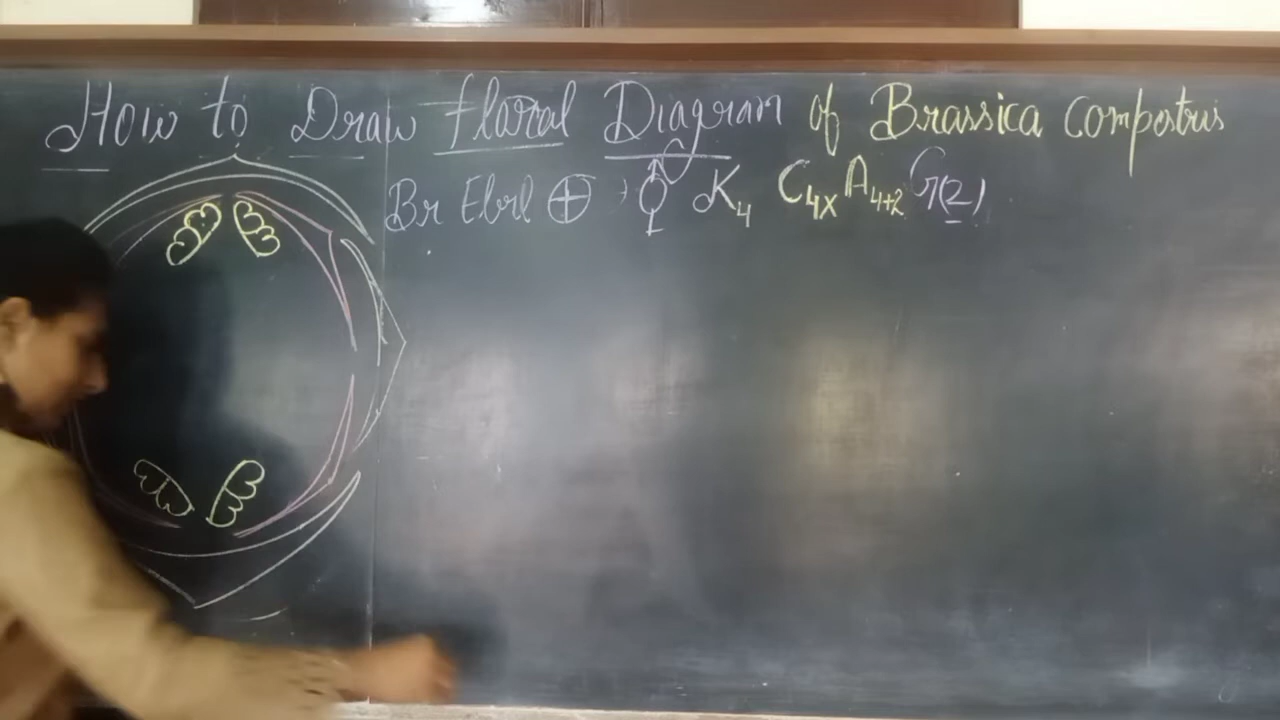 How to Draw Floral Diagram of Brassica Compestris
Br Ebrl ⊕ ⚥ K4 C4x A4+2 G(2)